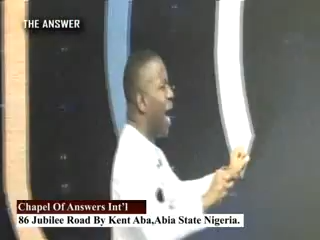 THE ANSWER
Chapel Of Answers Int'l
86 Jubilee Road By Kent Aba,Abia State Nigeria.